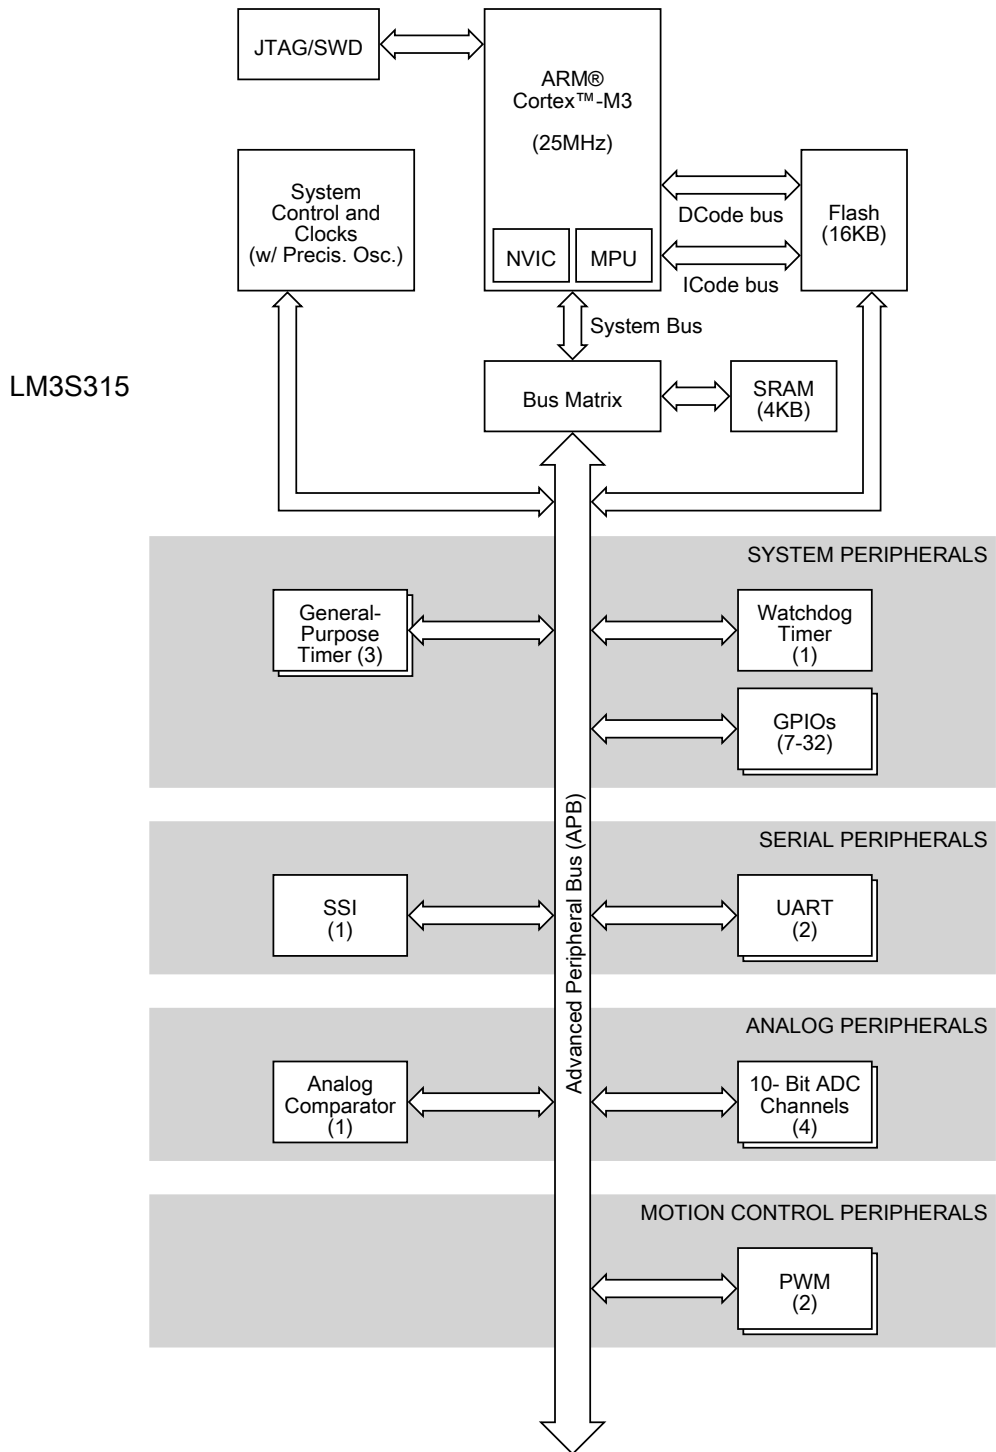 JTAG/SWD
ARM®
Cortex™-M3
(25MHz)
NVIC
MPU
System
Control and
Clocks
(w/ Precis. Osc.)
DCode bus
ICode bus
Flash
(16KB)
System Bus
LM3S315
Bus Matrix
SRAM
(4KB)
SYSTEM PERIPHERALS
General-
Purpose
Timer (3)
Watchdog
Timer
(1)
GPIOs
(7-32)
Advanced Peripheral Bus (APB)
SERIAL PERIPHERALS
SSI
(1)
UART
(2)
ANALOG PERIPHERALS
Analog
Comparator
(1)
10- Bit ADC
Channels
(4)
MOTION CONTROL PERIPHERALS
PWM
(2)